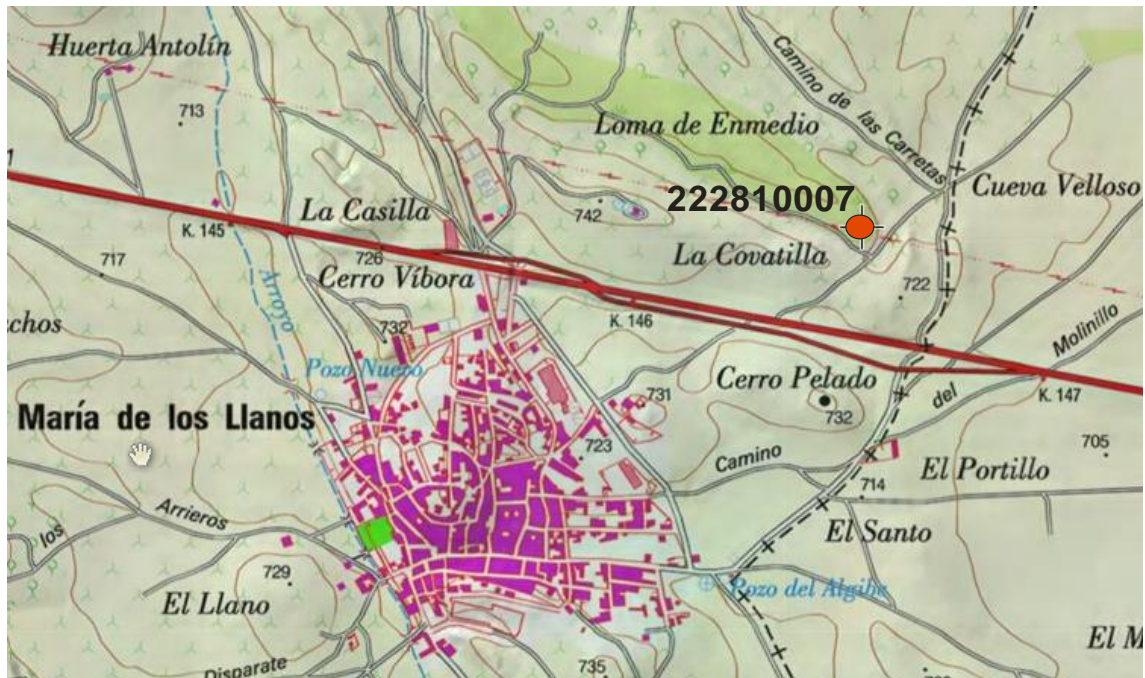 Huerta Antolín
713
Camino de las Carretas
Loma de Enmedio
Cueva Velloso
222810007
742
La Casilla
K. 145
La Covatilla
726
717
Cerro Víbora
Arroyo
722
K. 146
Molinillo
chos
732
Pozo Nuevo
Cerro Pelado
731
732
del
K. 147
María de los Llanos
723
705
Camino
El Portillo
714
Arrieros
los
El Santo
729
Pozo del Algibe
El Llano
El M
Disparate
735